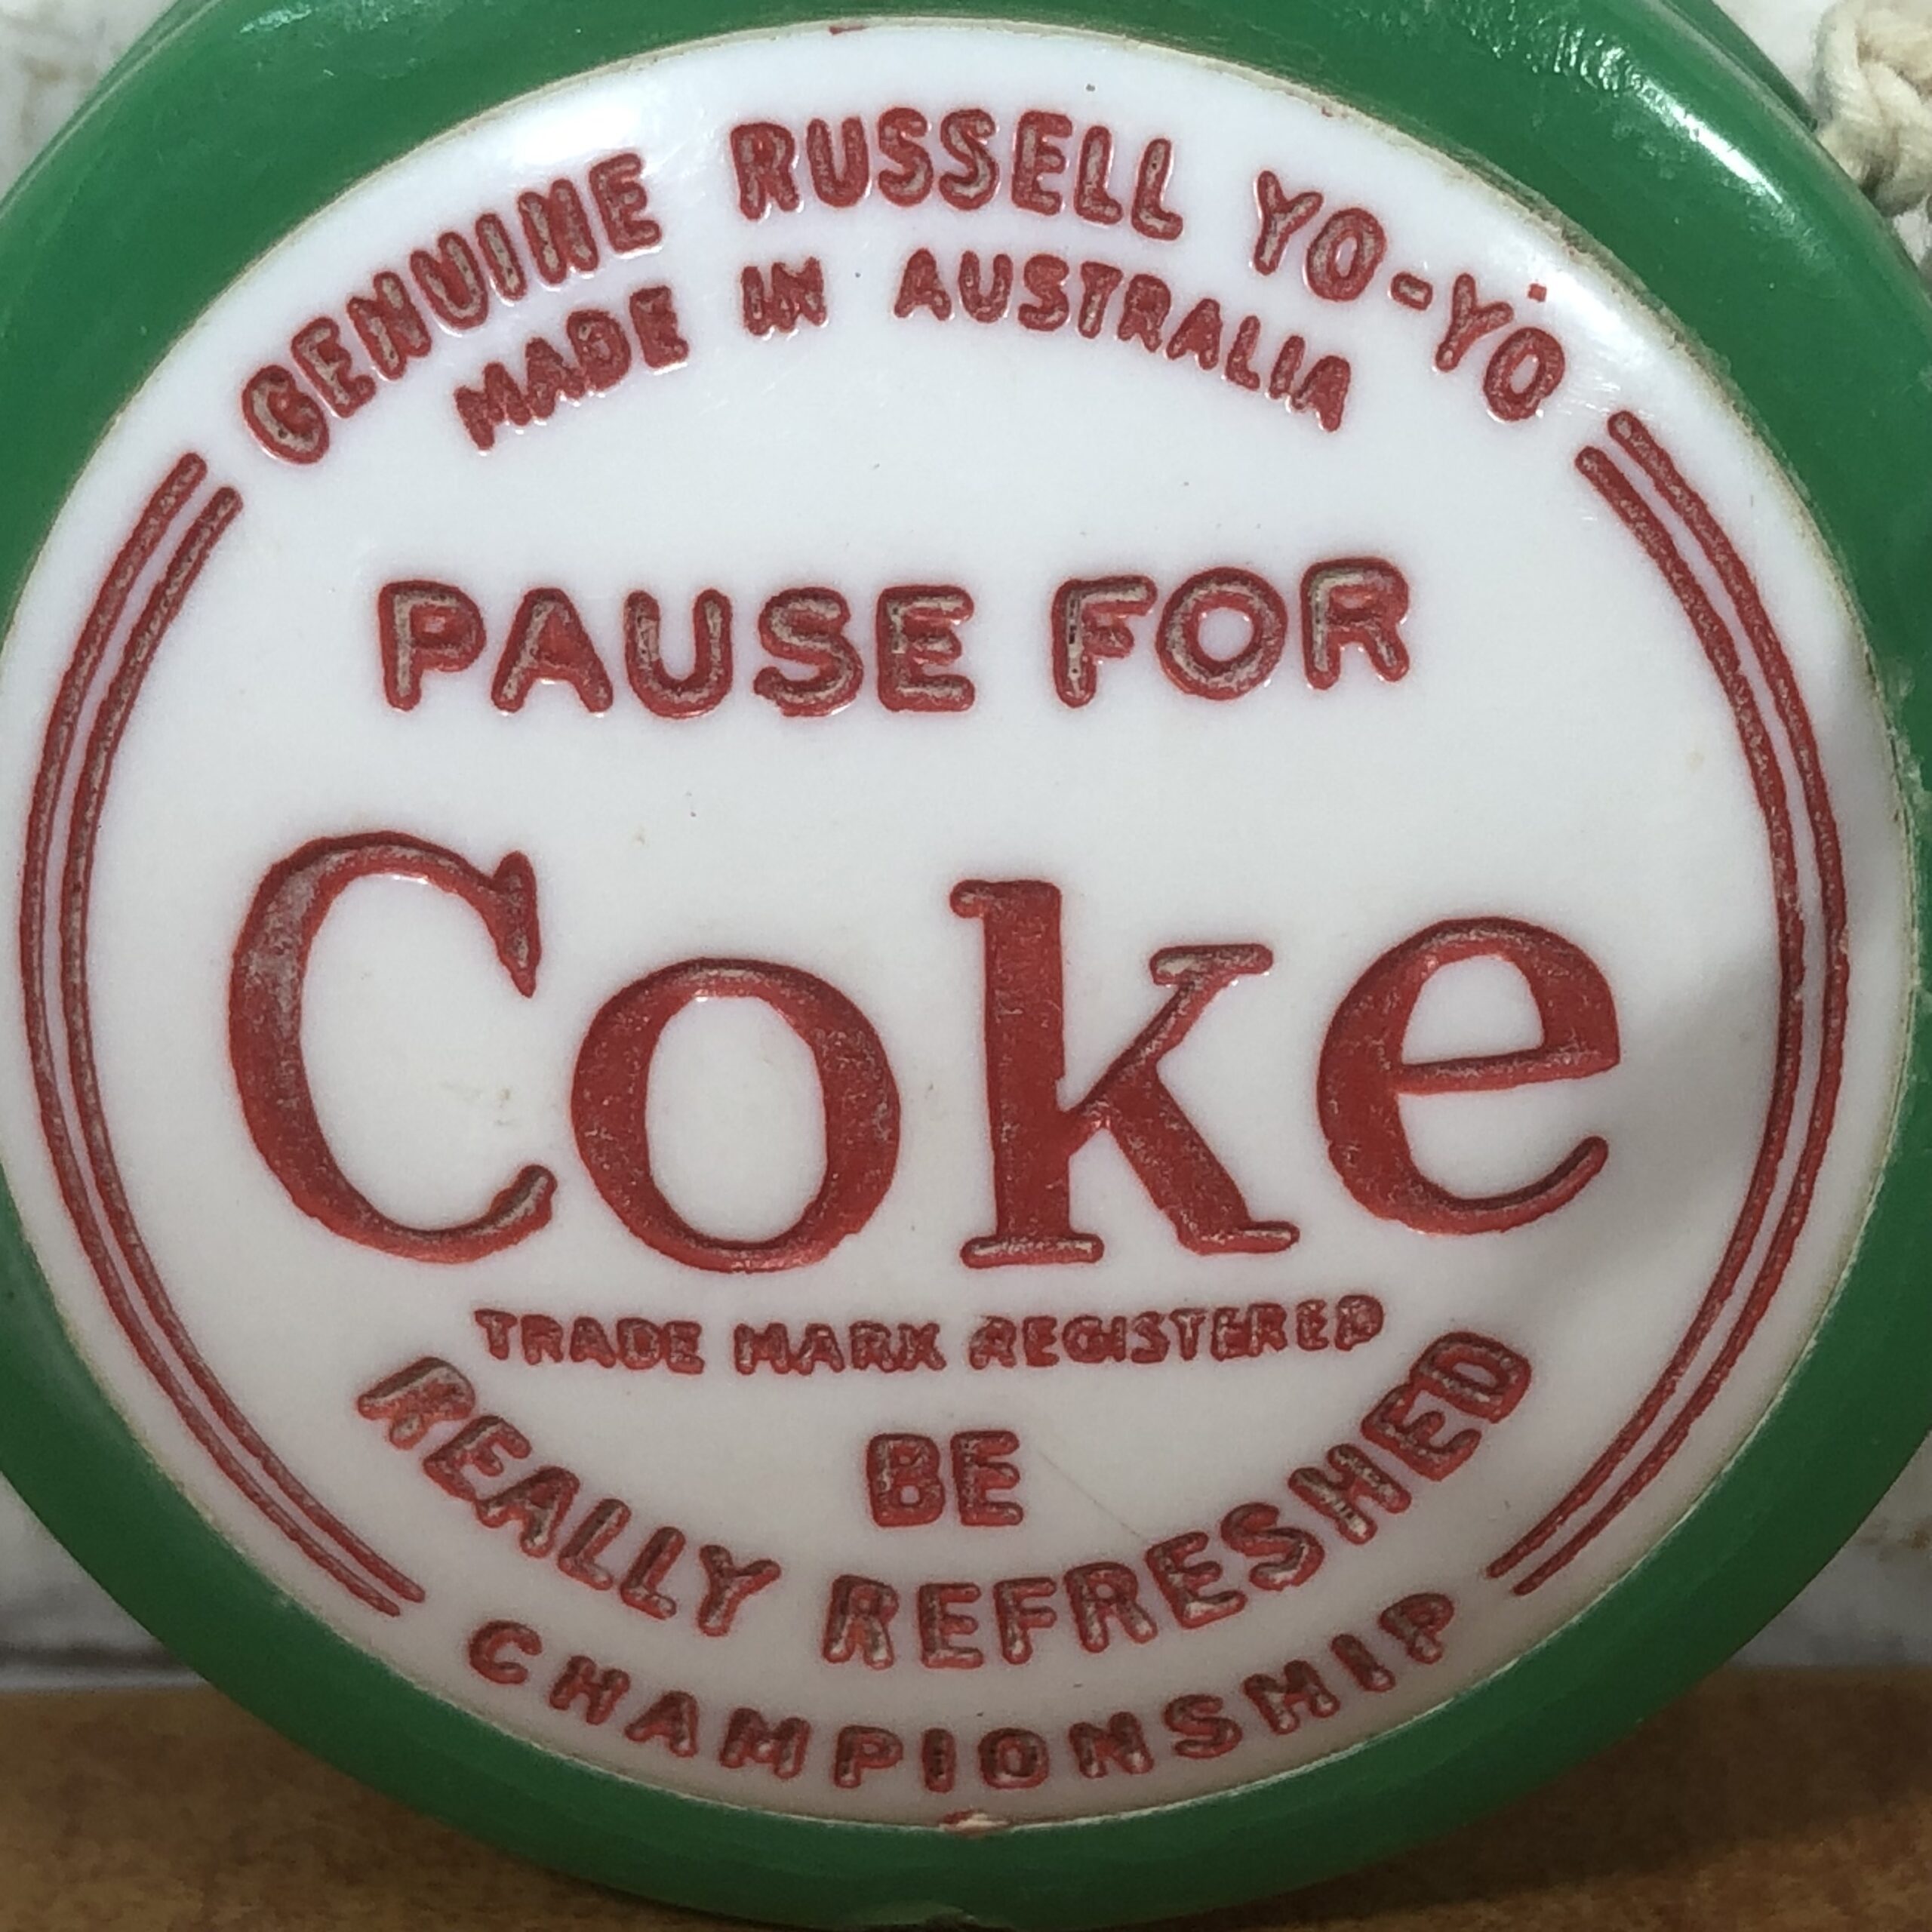 GENUINE RUSSELL YO-YO
MADE IN AUSTRALIA
PAUSE FOR
Coke
TRADE MARK REGISTERED
BE
REALLY REFRESHED
CHAMPIONSHIP